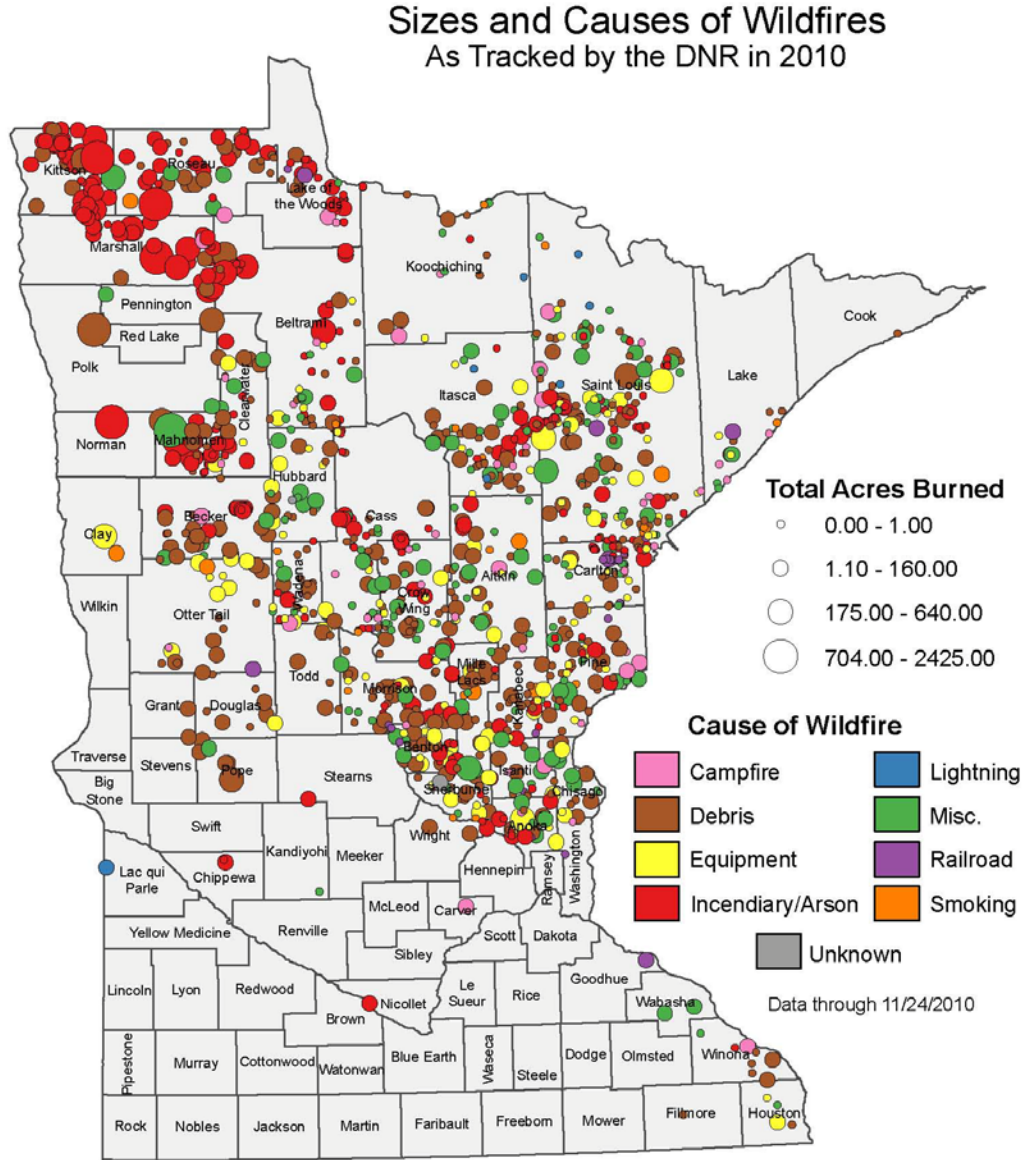 Sizes and Causes of Wildfires
As Tracked by the DNR in 2010
Kittson
Roseau
Lake of
the Woods
Marshall
Koochiching
Pennington
Beltrami
Red Lake
Cook
Polk
Lake
Saint Louis
Itasca
Clearwater
Norman
Mahnomen
Hubbard
Becker
Cass
Clay
Aitkin
Carlton
Wadena
Crow
Wing
Wilkin
Otter Tail
Todd
Mille
Lacs
Pine
Morrison
Kanabec
Grant
Douglas
Benton
Traverse
Stevens
Pope
Stearns
Isanti
Big
Stone
Sherburne
Chisago
Swift
Wright
Anoka
Kandiyohi
Meeker
Hennepin
Ramsey
Washington
Lac qui
Parle
Chippewa
McLeod
Carver
Yellow Medicine
Renville
Scott
Dakota
Sibley
Lincoln
Lyon
Redwood
Nicollet
Le
Sueur
Rice
Goodhue
Wabasha
Brown
Pipestone
Murray
Cottonwood
Watonwan
Blue Earth
Waseca
Steele
Dodge
Olmsted
Winona
Rock
Nobles
Jackson
Martin
Faribault
Freeborn
Mower
Fillmore
Houston
Total Acres Burned
0.00 - 1.00
1.10 - 160.00
175.00 - 640.00
704.00 - 2425.00
Cause of Wildfire
Campfire
Lightning
Debris
Misc.
Equipment
Railroad
Incendiary/Arson
Smoking
Unknown
Data through 11/24/2010